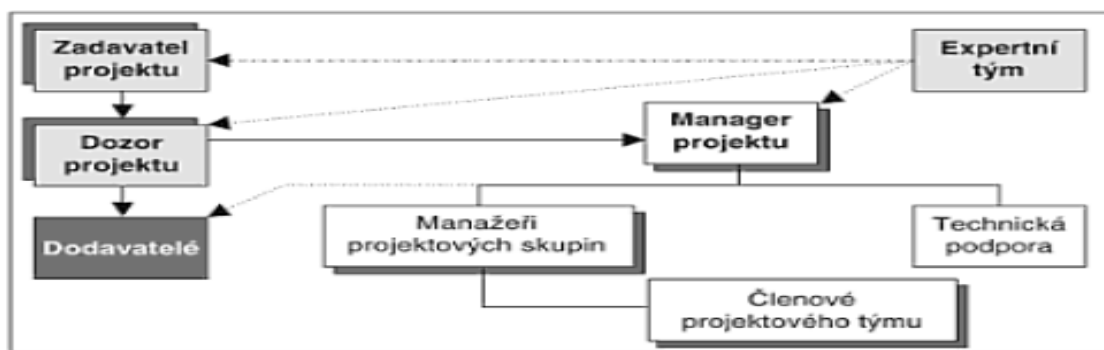 Zadavatel
projektu
Expertní
tým
Manager
projektu
Dozor
projektu
Manažeři
projektových skupin
Technická
podpora
Dodavatelé
Členové
projektového týmu